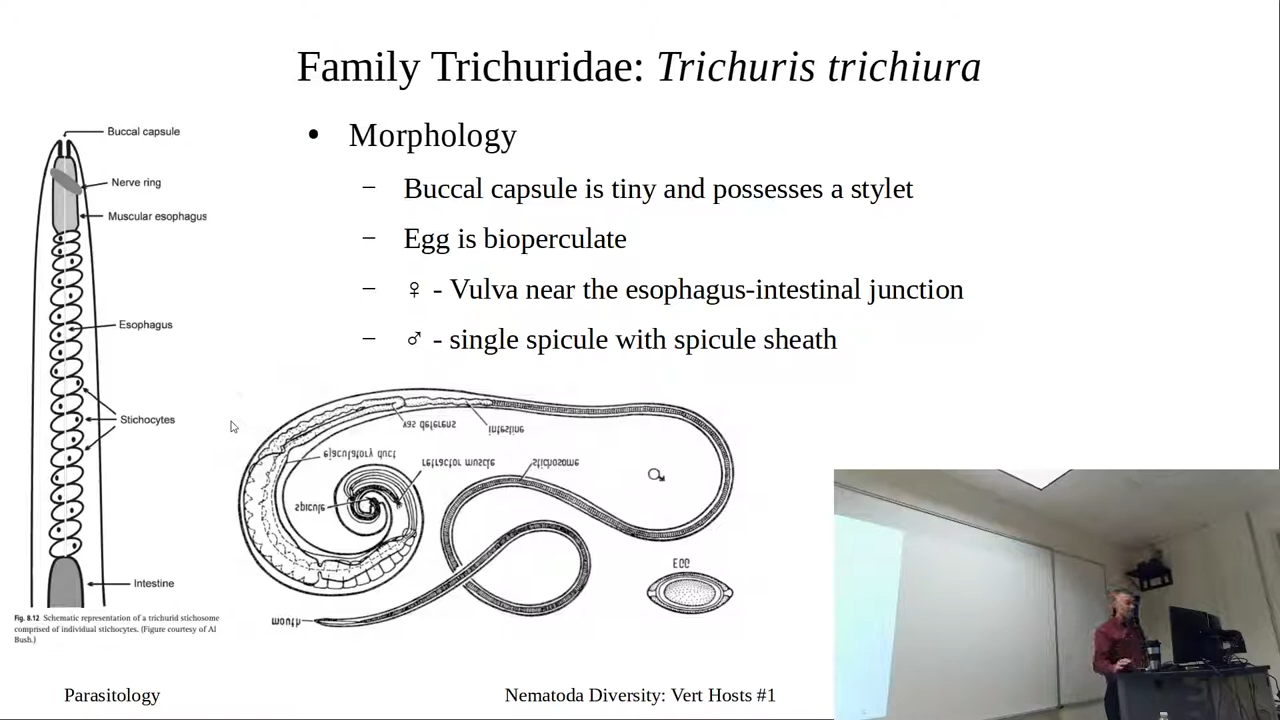 Family Trichuridae: Trichuris trichiura
• Morphology
– Buccal capsule is tiny and possesses a stylet
– Egg is bioperculate
– ♀ - Vulva near the esophagus-intestinal junction
– ♂ - single spicule with spicule sheath
Buccal capsule
Nerve ring
Muscular esophagus
Esophagus
Stichocytes
Intestine
Fig. 8.12 Schematic representation of a trichurid stichosome
comprised of individual stichocytes. (Figure courtesy of Al
Bush.)
vas deferens
intestine
ejaculatory duct
retractor muscle
stichosome
spicule
♂
EGG
mouth
Parasitology
Nematoda Diversity: Vert Hosts #1